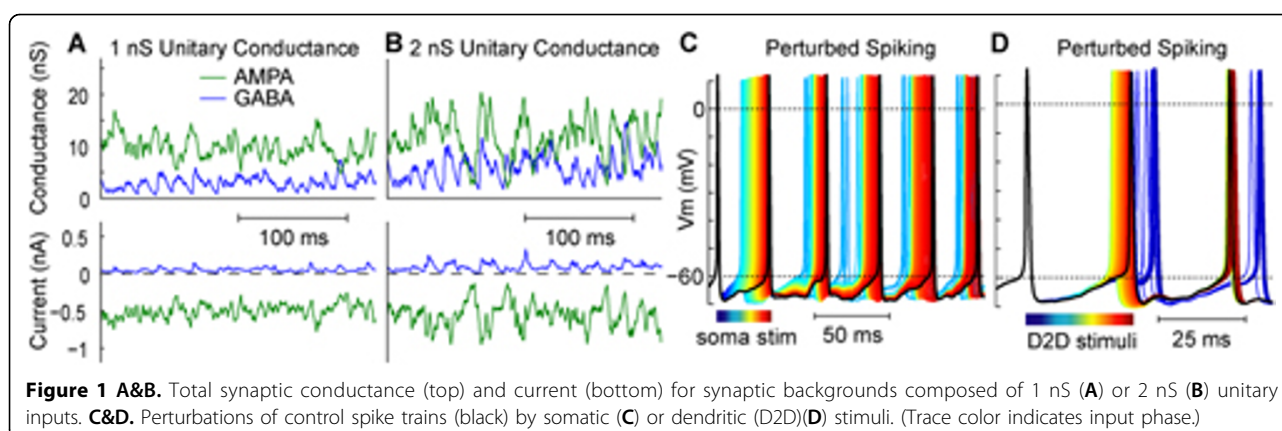 A 1 nS Unitary Conductance
B 2 nS Unitary Conductance
C Perturbed Spiking
D Perturbed Spiking
AMPA
GABA
Conductance (nS)
20
10
0
100 ms
100 ms
Current (nA)
0.5
0
−0.5
−1
Vm (mV)
0
−60
soma stim
50 ms
D2D stimuli
25 ms
Figure 1 A&B. Total synaptic conductance (top) and current (bottom) for synaptic backgrounds composed of 1 nS (A) or 2 nS (B) unitary
inputs. C&D. Perturbations of control spike trains (black) by somatic (C) or dendritic (D2D)(D) stimuli. (Trace color indicates input phase.)